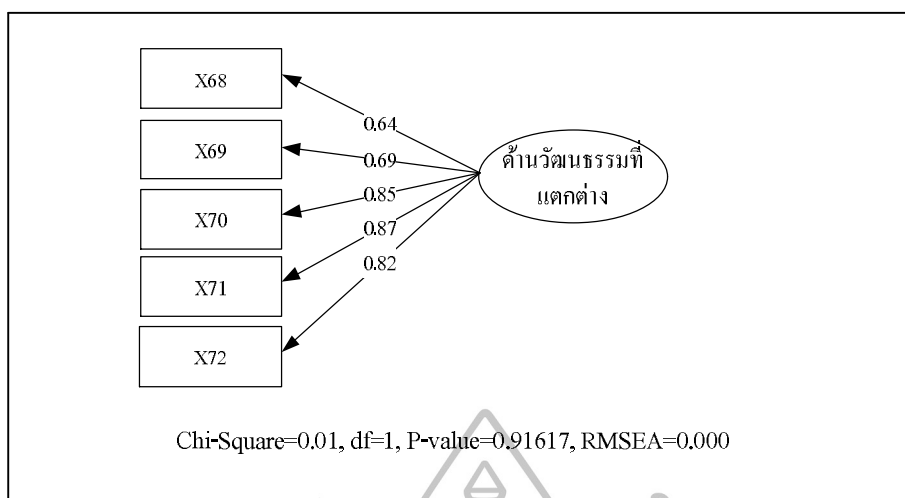 X68
0.64
X69
0.69
ด้านวัฒนธรรมที่
แตกต่าง
X70
0.85
0.87
X71
0.82
X72
Chi-Square=0.01, df=1, P-value=0.91617, RMSEA=0.000